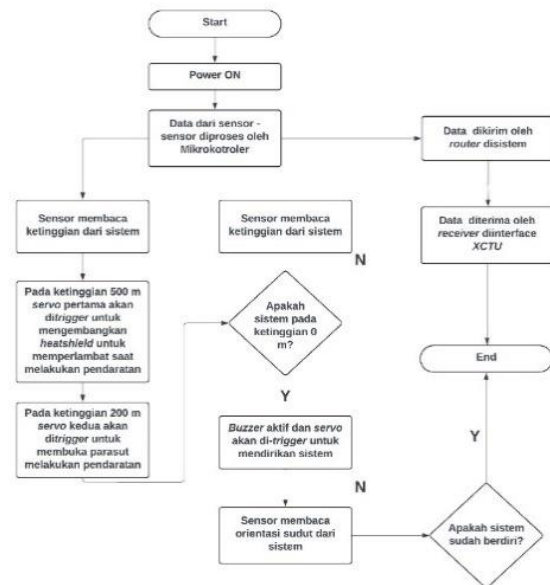 Start
Power ON
Data dari sensor -
sensor diproses oleh
Mikrokotroler
Data dikirim oleh
router disistem
Sensor membaca
ketinggian dari sistem
Sensor membaca
ketinggian dari sistem
Data diterima oleh
receiver diinterface
XCTU
N
Pada ketinggian 500 m
servo pertama akan
ditrigger untuk
mengembangkan
heatshield untuk
memperlambat saat
melakukan pendaratan
Apakah
sistem pada
ketinggian 0
m?
End
Y
Pada ketinggian 200 m
servo kedua akan
ditrigger untuk
membuka parasut
melakukan pendaratan
Buzzer aktif dan servo
akan di-trigger untuk
mendirikan sistem
Y
N
Sensor membaca
orientasi sudut dari
sistem
Apakah sistem
sudah berdiri?